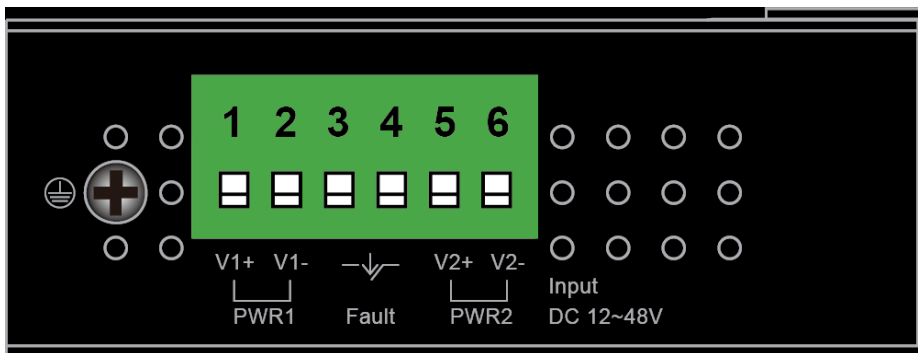 1 2 3 4 5 6
V1+ V1- V2+ V2-
PWR1 Fault PWR2
Input
DC 12~48V